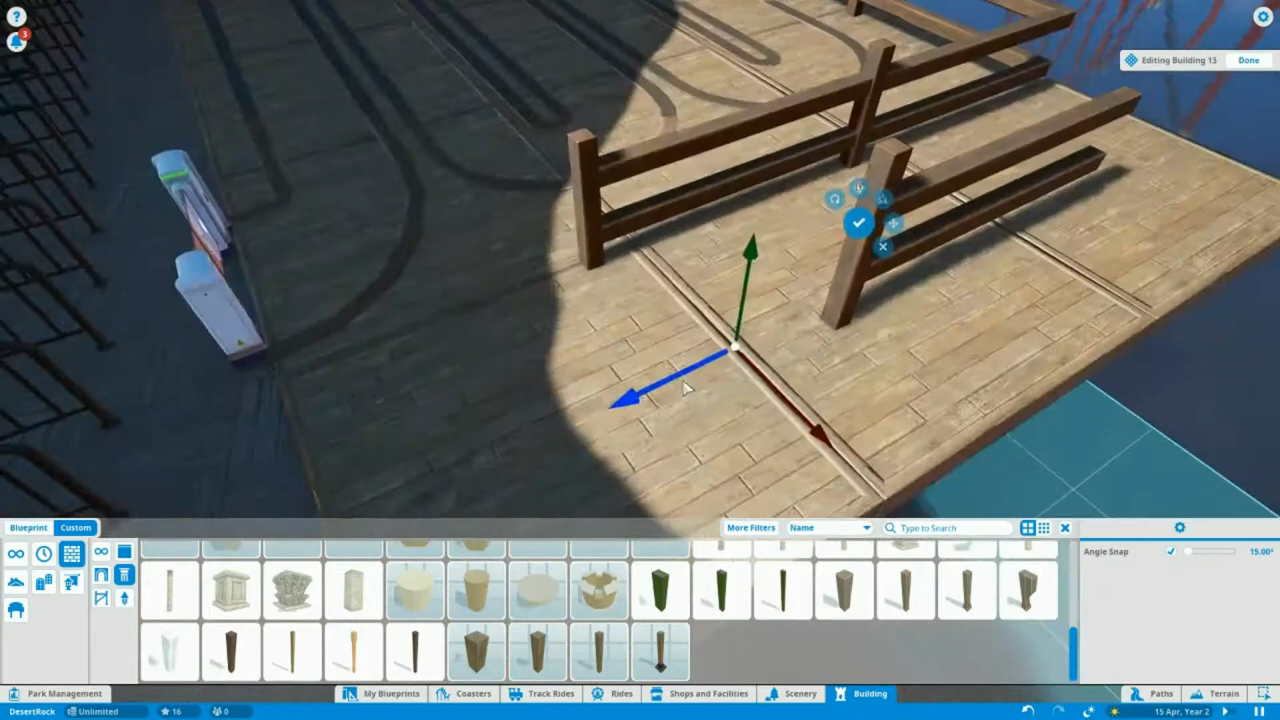 ?
3
Editing Building 13 Done
Blueprint Custom More Filters Name Type to Search
Angle Snap 15.00°
Park Management My Blueprints Coasters Track Rides Rides Shops and Facilities Scenery Building Paths Terrain
DesertRock Unlimited 16 0 15 Apr, Year 2